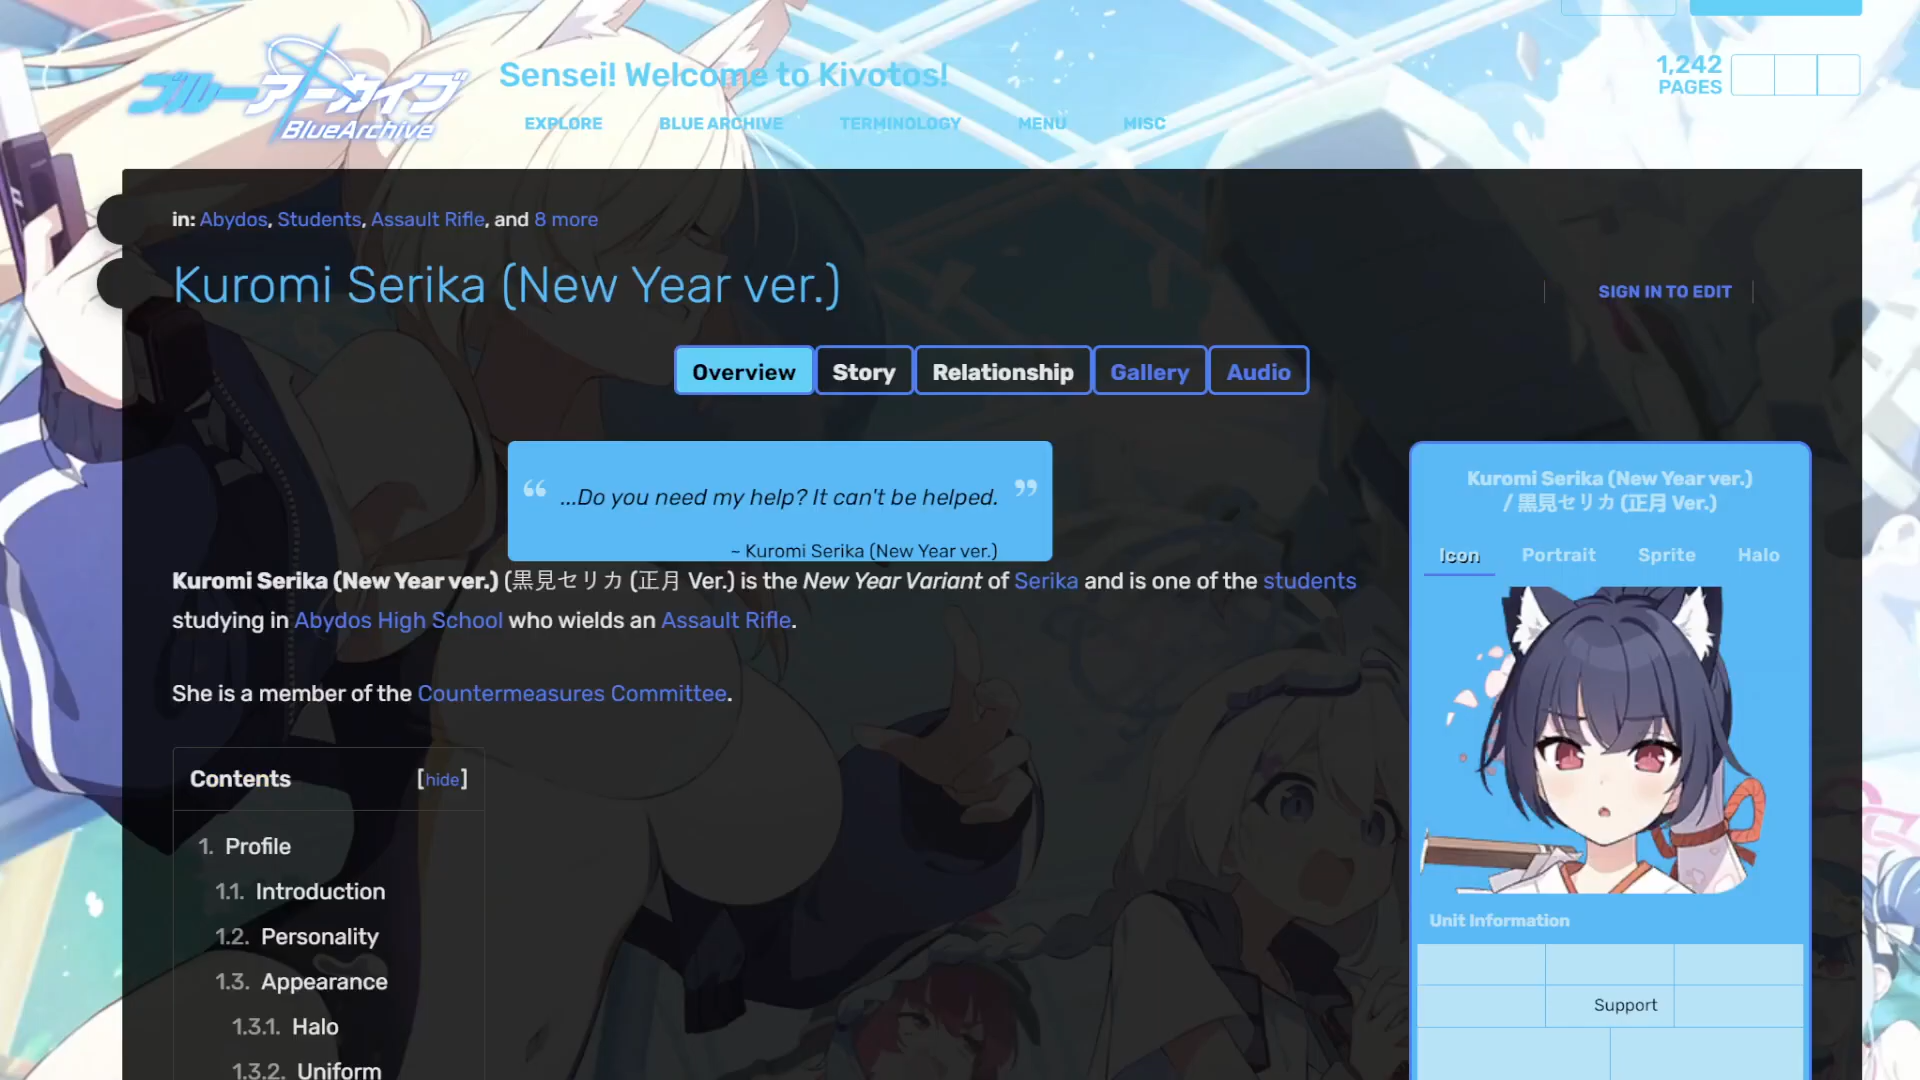 ブルーアーカイブ
BlueArchive
Sensei! Welcome to Kivotos!
EXPLORE BLUE ARCHIVE TERMINOLOGY MENU MISC
1,242
PAGES
in: Abydos, Students, Assault Rifle, and 8 more
Kuromi Serika (New Year ver.)
SIGN IN TO EDIT
Overview Story Relationship Gallery Audio
“ ...Do you need my help? It can't be helped. ”
~ Kuromi Serika (New Year ver.)
Kuromi Serika (New Year ver.) (黒見セリカ (正月 Ver.) is the New Year Variant of Serika and is one of the students
studying in Abydos High School who wields an Assault Rifle.
She is a member of the Countermeasures Committee.
Contents [hide]
1. Profile
1.1. Introduction
1.2. Personality
1.3. Appearance
1.3.1. Halo
1.3.2. Uniform
Kuromi Serika (New Year ver.)
/ 黒見セリカ (正月 Ver.)
Icon Portrait Sprite Halo
Unit Information
Support